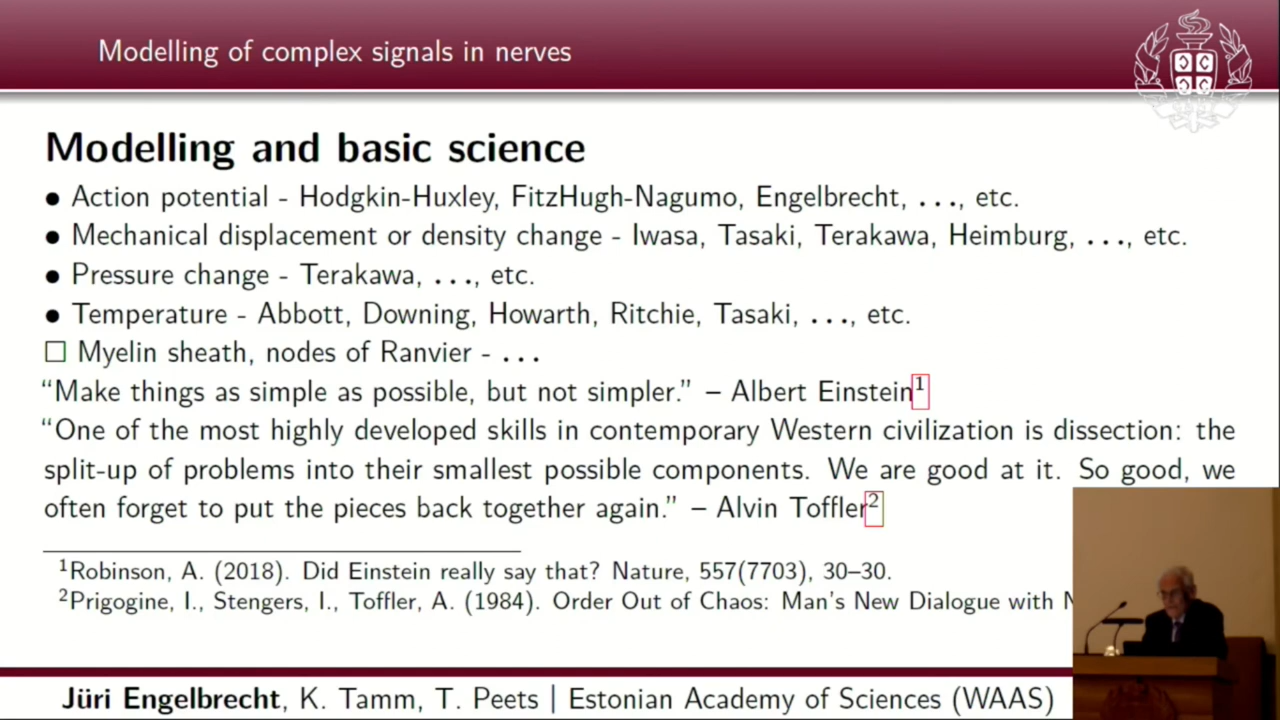 Modelling of complex signals in nerves
Modelling and basic science
● Action potential - Hodgkin-Huxley, FitzHugh-Nagumo, Engelbrecht, ..., etc.
● Mechanical displacement or density change - Iwasa, Tasaki, Terakawa, Heimburg, ..., etc.
● Pressure change - Terakawa, ..., etc.
● Temperature - Abbott, Downing, Howarth, Ritchie, Tasaki, ..., etc.
□ Myelin sheath, nodes of Ranvier - ...
“Make things as simple as possible, but not simpler.” – Albert Einstein¹
“One of the most highly developed skills in contemporary Western civilization is dissection: the
split-up of problems into their smallest possible components. We are good at it. So good, we
often forget to put the pieces back together again.” – Alvin Toffler²
¹Robinson, A. (2018). Did Einstein really say that? Nature, 557(7703), 30–30.
²Prigogine, I., Stengers, I., Toffler, A. (1984). Order Out of Chaos: Man's New Dialogue with
Jüri Engelbrecht, K. Tamm, T. Peets | Estonian Academy of Sciences (WAAS)